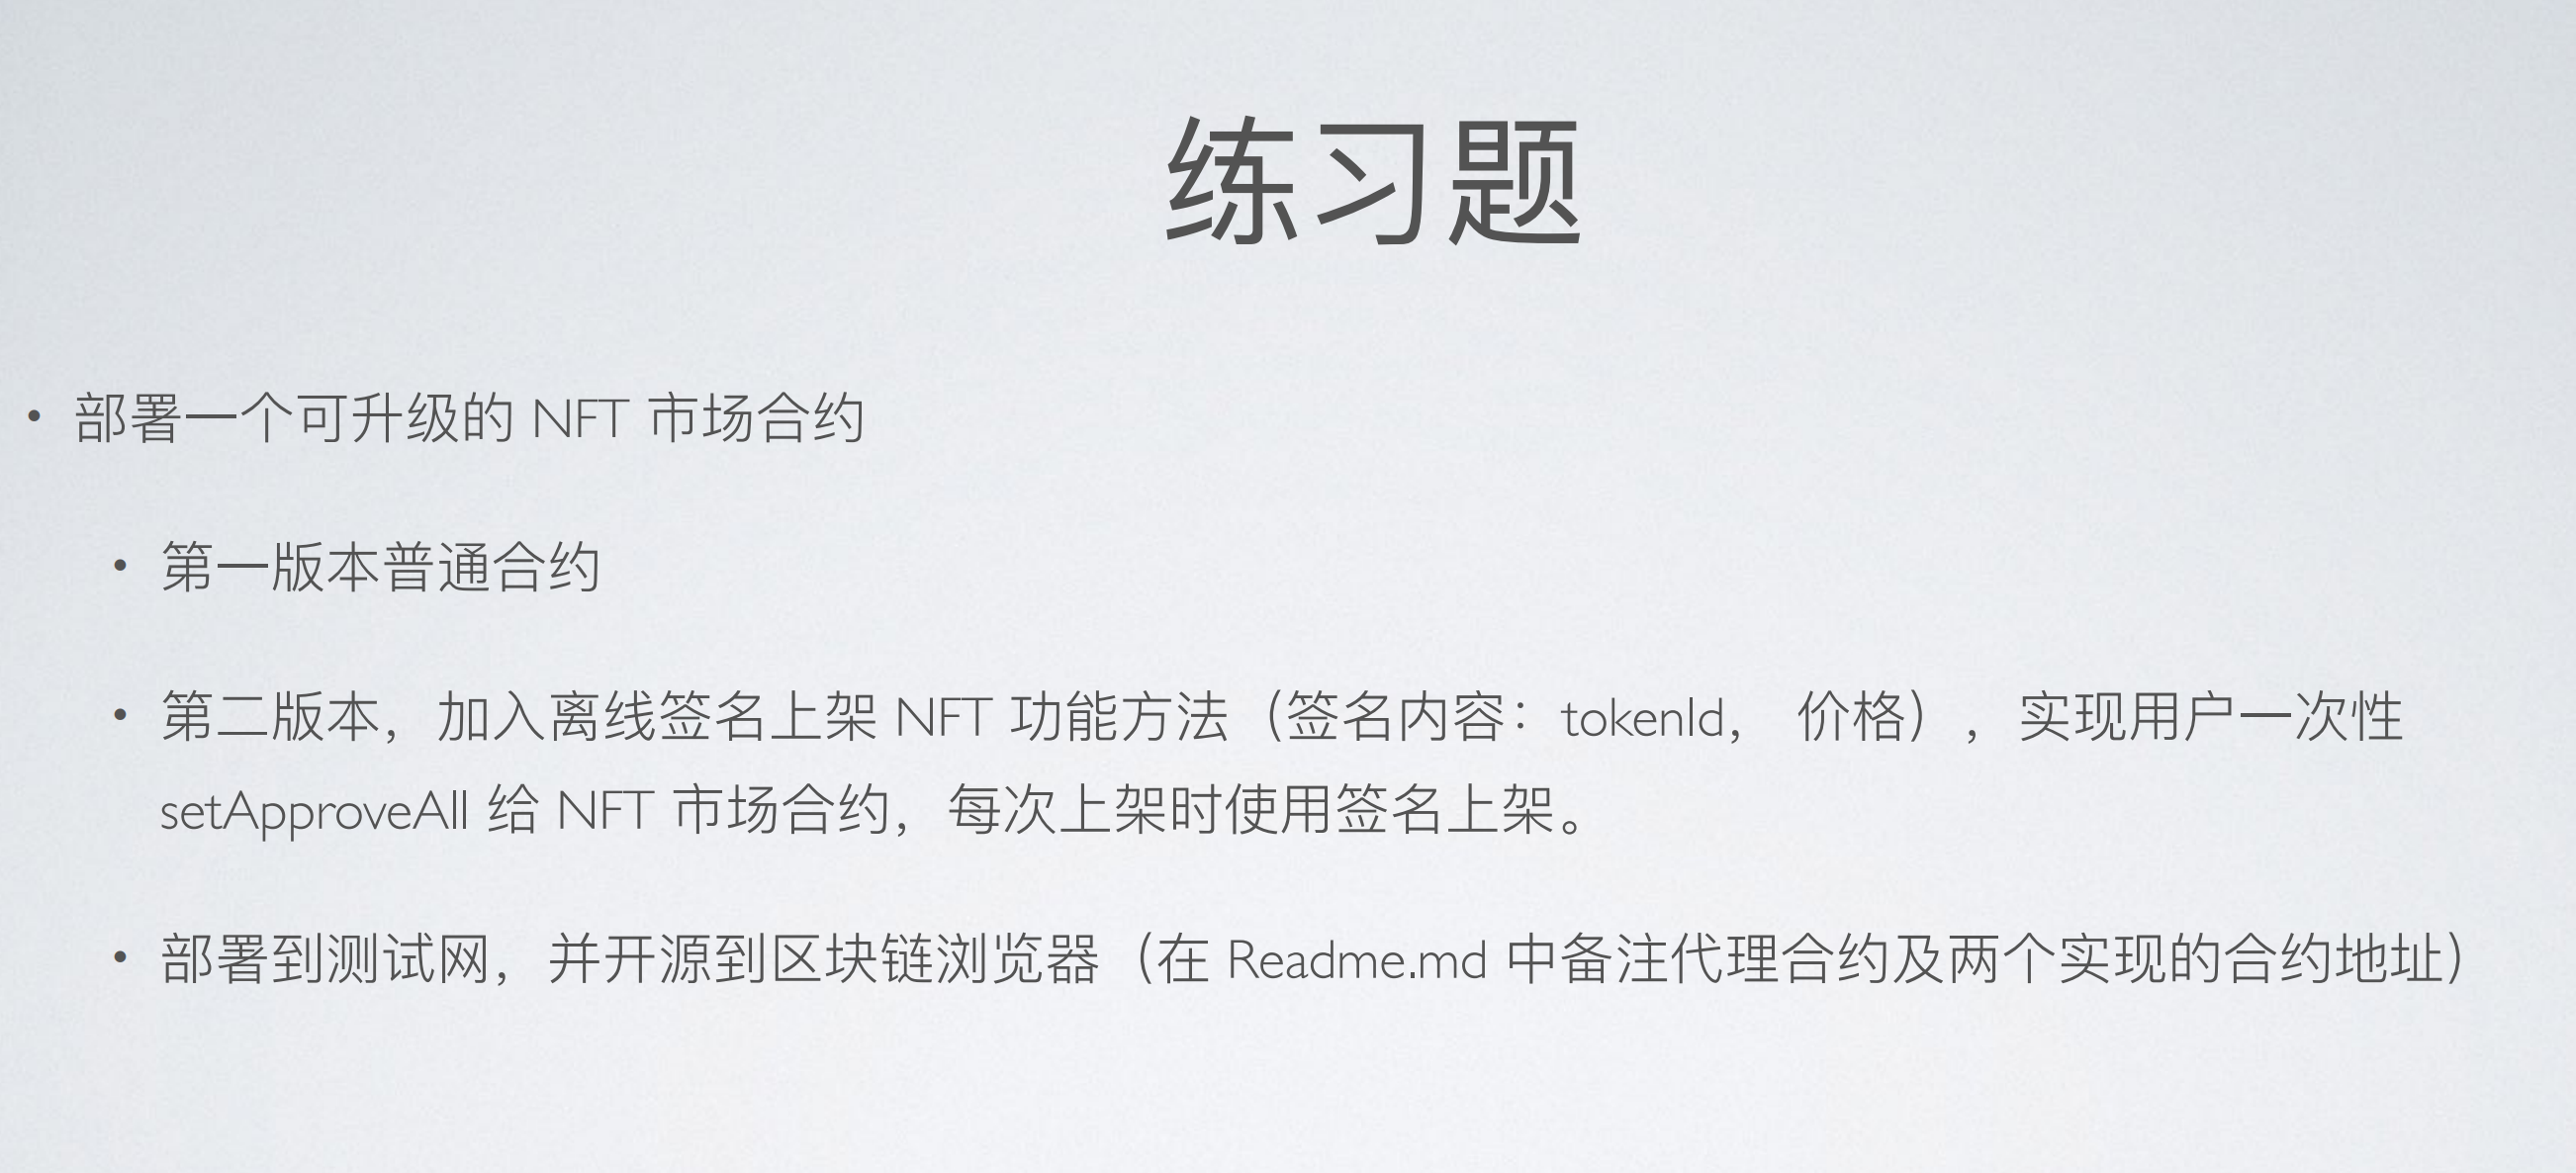 练习题
• 部署一个可升级的 NFT 市场合约
• 第一版本普通合约
• 第二版本，加入离线签名上架 NFT 功能方法（签名内容：tokenId， 价格），实现用户一次性
setApproveAll 给 NFT 市场合约，每次上架时使用签名上架。
• 部署到测试网，并开源到区块链浏览器（在 Readme.md 中备注代理合约及两个实现的合约地址）